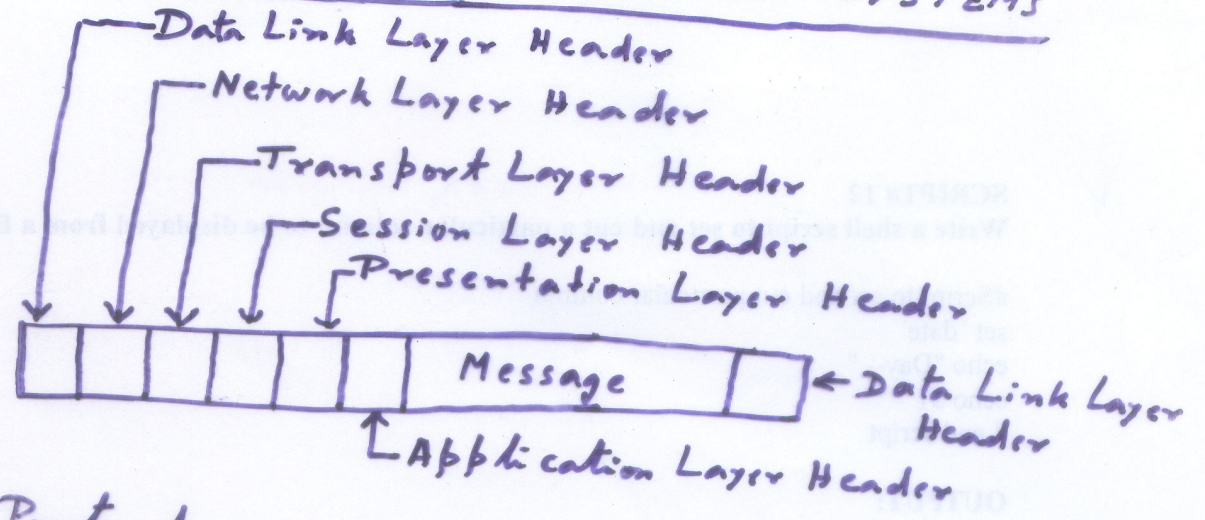 Data Link Layer Header
Network Layer Header
Transport Layer Header
Session Layer Header
Presentation Layer Header
Message
Data Link Layer
Header
Application Layer Header